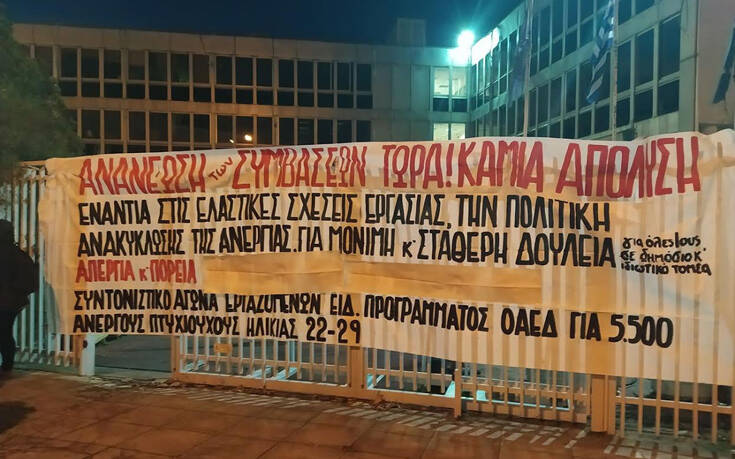 ΑΝΑΝΕΩΣΗ των ΣΥΜΒΑΣΕΩΝ ΤΩΡΑ! ΚΑΜΙΑ ΑΠΟΛΥΣΗ
ΕΝΑΝΤΙΑ ΣΤΙΣ ΕΛΑΣΤΙΚΕΣ ΣΧΕΣΕΙΣ ΕΡΓΑΣΙΑΣ, ΤΗΝ ΠΟΛΙΤΙΚΗ
ΑΝΑΚΥΚΛΩΣΗΣ ΤΗΣ ΑΝΕΡΓΙΑΣ. ΓΙΑ ΜΟΝΙΜΗ κ' ΣΤΑΘΕΡΗ ΔΟΥΛΕΙΑ
για όλες/ους
σε δημόσιο κ'
ιδιωτικό τομέα
ΑΠΕΡΓΙΑ κ' ΠΟΡΕΙΑ
ΣΥΝΤΟΝΙΣΤΙΚΟ ΑΓΩΝΑ ΕΡΓΑΖΟΜΕΝΩΝ ΕΙΔ. ΠΡΟΓΡΑΜΜΑΤΟΣ ΟΑΕΔ ΓΙΑ 5.500
ΑΝΕΡΓΟΥΣ ΠΤΥΧΙΟΥΧΟΥΣ ΗΛΙΚΙΑΣ 22-29